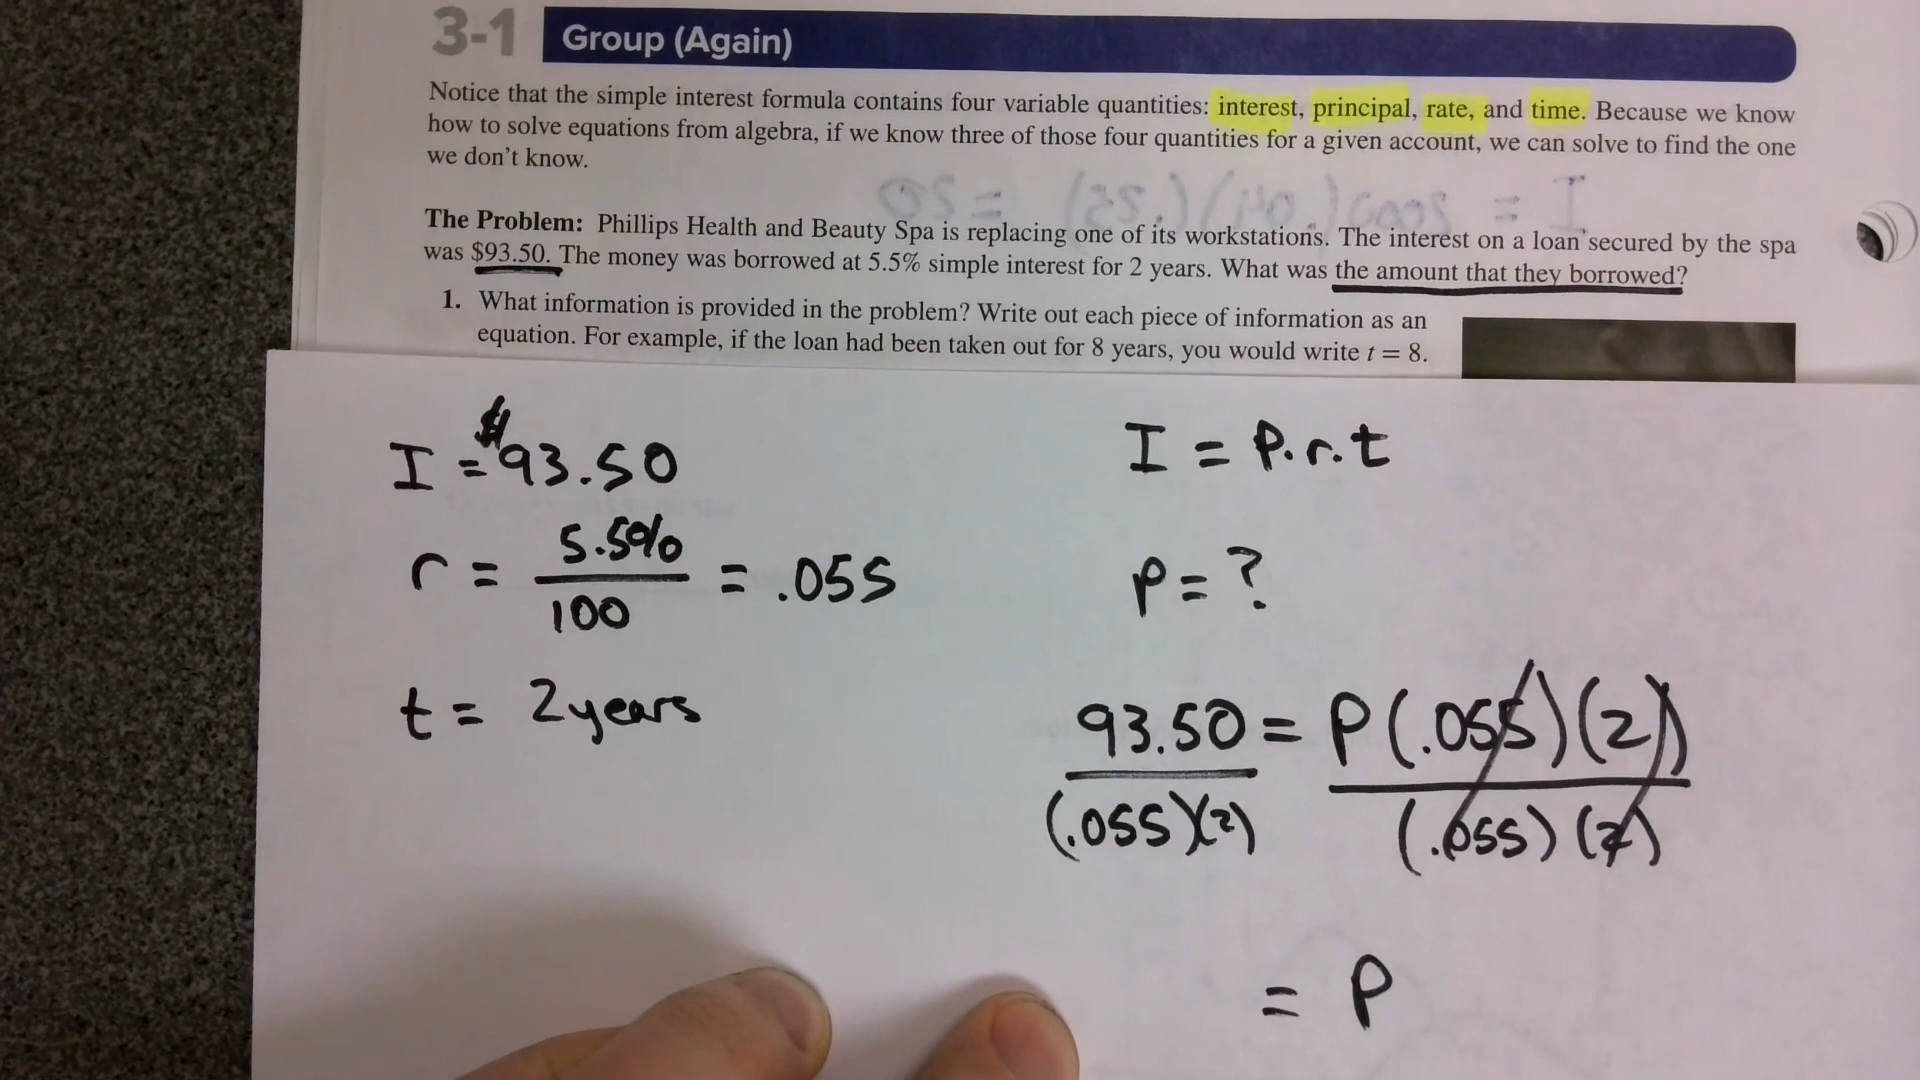 3-1 Group (Again)
Notice that the simple interest formula contains four variable quantities: interest, principal, rate, and time. Because we know
how to solve equations from algebra, if we know three of those four quantities for a given account, we can solve to find the one
we don't know.
I = 2000(.04)(.25) = 20
The Problem: Phillips Health and Beauty Spa is replacing one of its workstations. The interest on a loan secured by the spa
was $93.50. The money was borrowed at 5.5% simple interest for 2 years. What was the amount that they borrowed?
1. What information is provided in the problem? Write out each piece of information as an
equation. For example, if the loan had been taken out for 8 years, you would write t = 8.
I = $93.50
r = 5.5% / 100 = .055
t = 2 years
I = P.r.t
P = ?
93.50 = P(.055)(2)
(.055)(2) (.055)(2)
= P